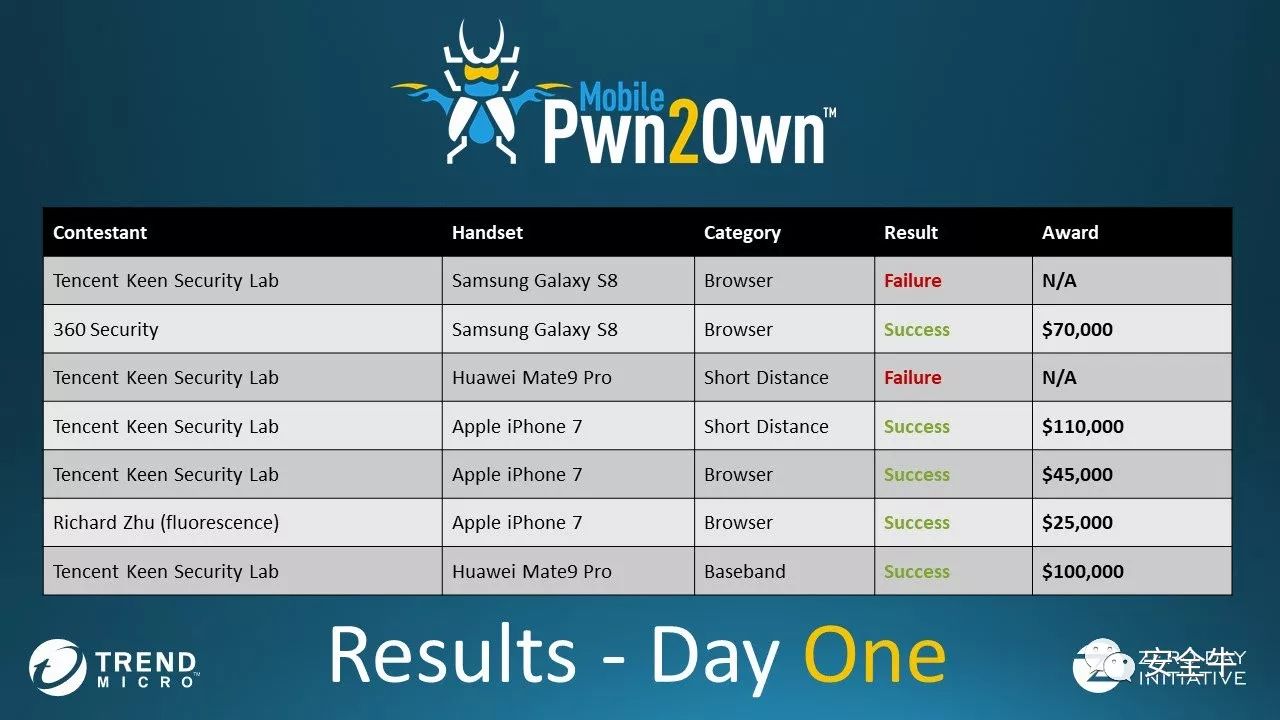 Mobile
Pwn2Own™
Contestant Handset Category Result Award
Tencent Keen Security Lab Samsung Galaxy S8 Browser Failure N/A
360 Security Samsung Galaxy S8 Browser Success $70,000
Tencent Keen Security Lab Huawei Mate9 Pro Short Distance Failure N/A
Tencent Keen Security Lab Apple iPhone 7 Short Distance Success $110,000
Tencent Keen Security Lab Apple iPhone 7 Browser Success $45,000
Richard Zhu (fluorescence) Apple iPhone 7 Browser Success $25,000
Tencent Keen Security Lab Huawei Mate9 Pro Baseband Success $100,000
Results - Day One
TREND
MICRO™
安全牛
INITIATIVE